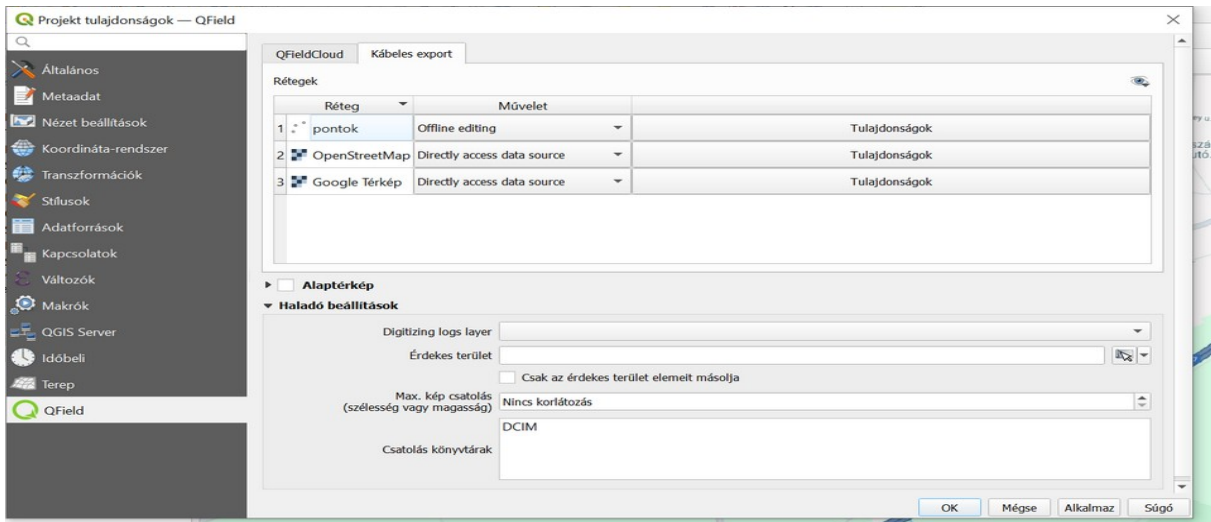 Projekt tulajdonságok — QField
Általános
Metaadat
Nézet beállítások
Koordináta-rendszer
Transzformációk
Stílusok
Adatforrások
Kapcsolatok
Változók
Makrók
QGIS Server
Időbeli
Terep
QField
QFieldCloud Kábeles export
Rétegek
Réteg Művelet
1 pontok Offline editing Tulajdonságok
2 OpenStreetMap Directly access data source Tulajdonságok
3 Google Térkép Directly access data source Tulajdonságok
Alaptérkép
Haladó beállítások
Digitizing logs layer
Érdekes terület
Csak az érdekes terület elemeit másolja
Max. kép csatolás
(szélesség vagy magasság) Nincs korlátozás
Csatolás könyvtárak DCIM
OK Mégse Alkalmaz Súgó